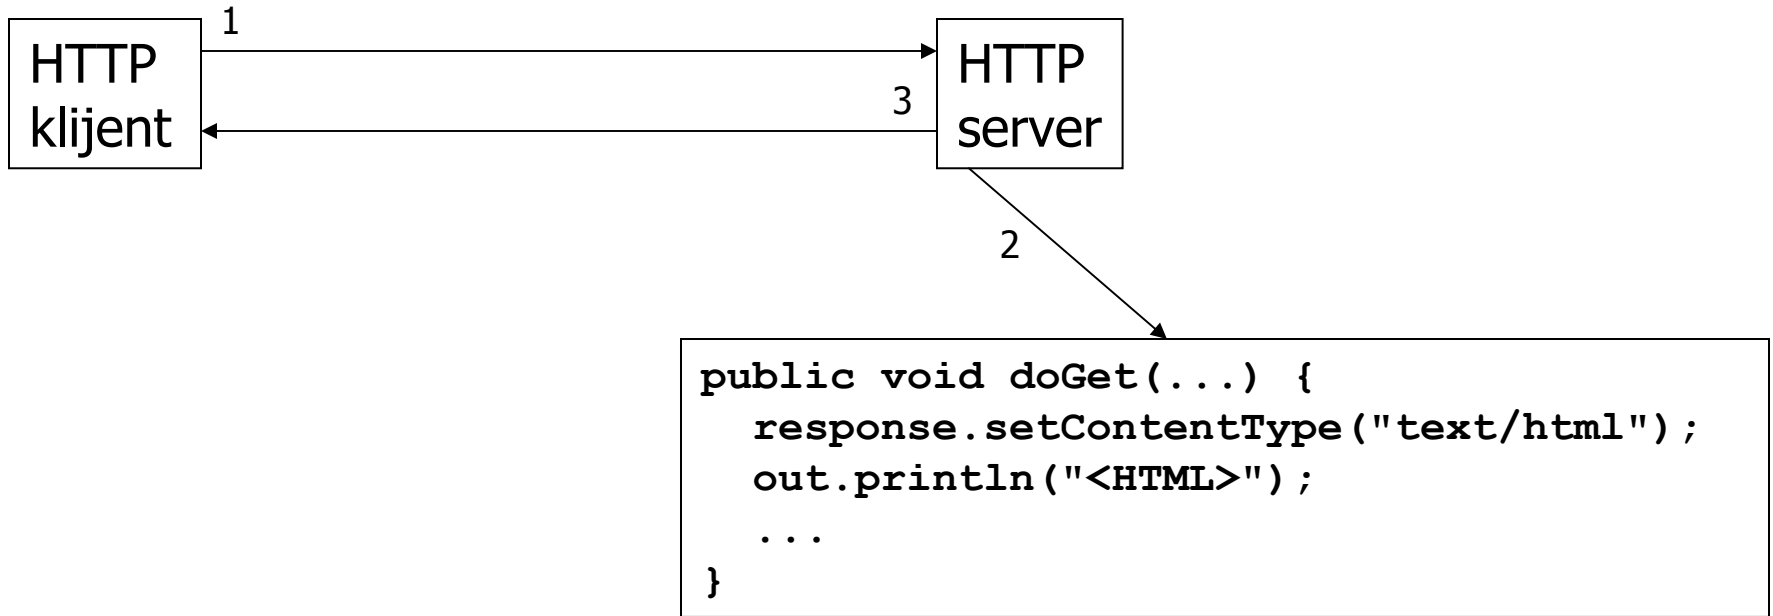 1
HTTP
klijent
3
HTTP
server
2
public void doGet(...) {
response.setContentType("text/html");
out.println("<HTML>");
...
}